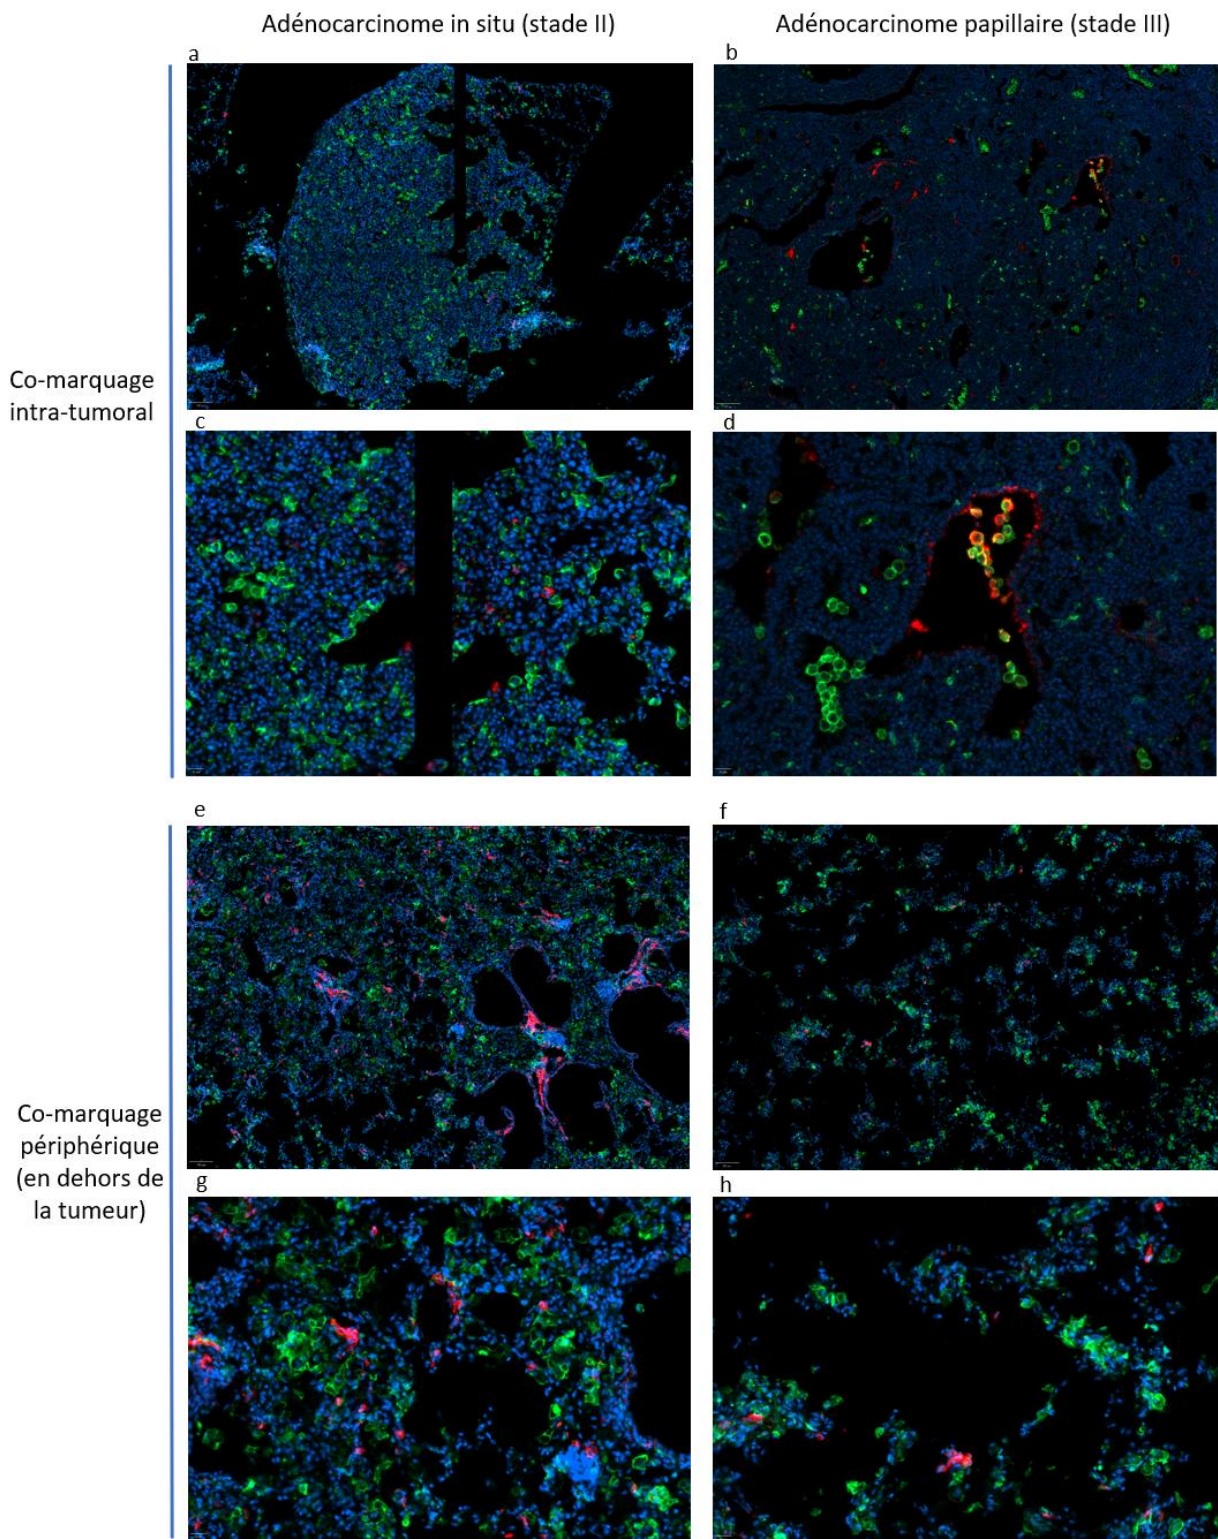 Adénocarcinome in situ (stade II)
Adénocarcinome papillaire (stade III)
a
b
Co-marquage
intra-tumoral
c
d
e
f
Co-marquage
périphérique
(en dehors de
la tumeur)
g
h